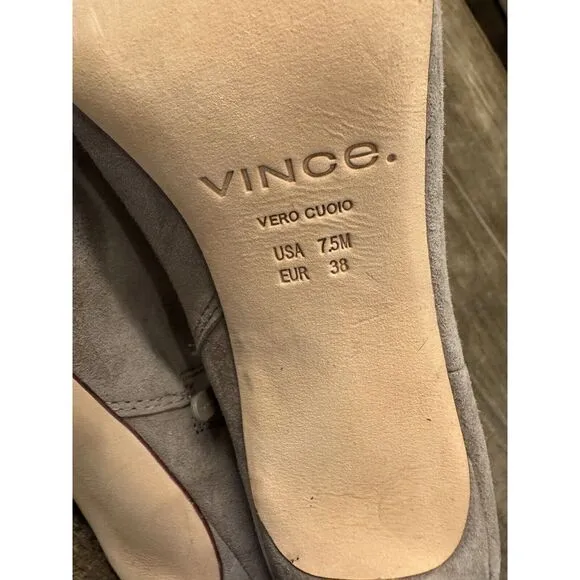 VINCE.
VERO CUOIO
USA 7.5M
EUR 38